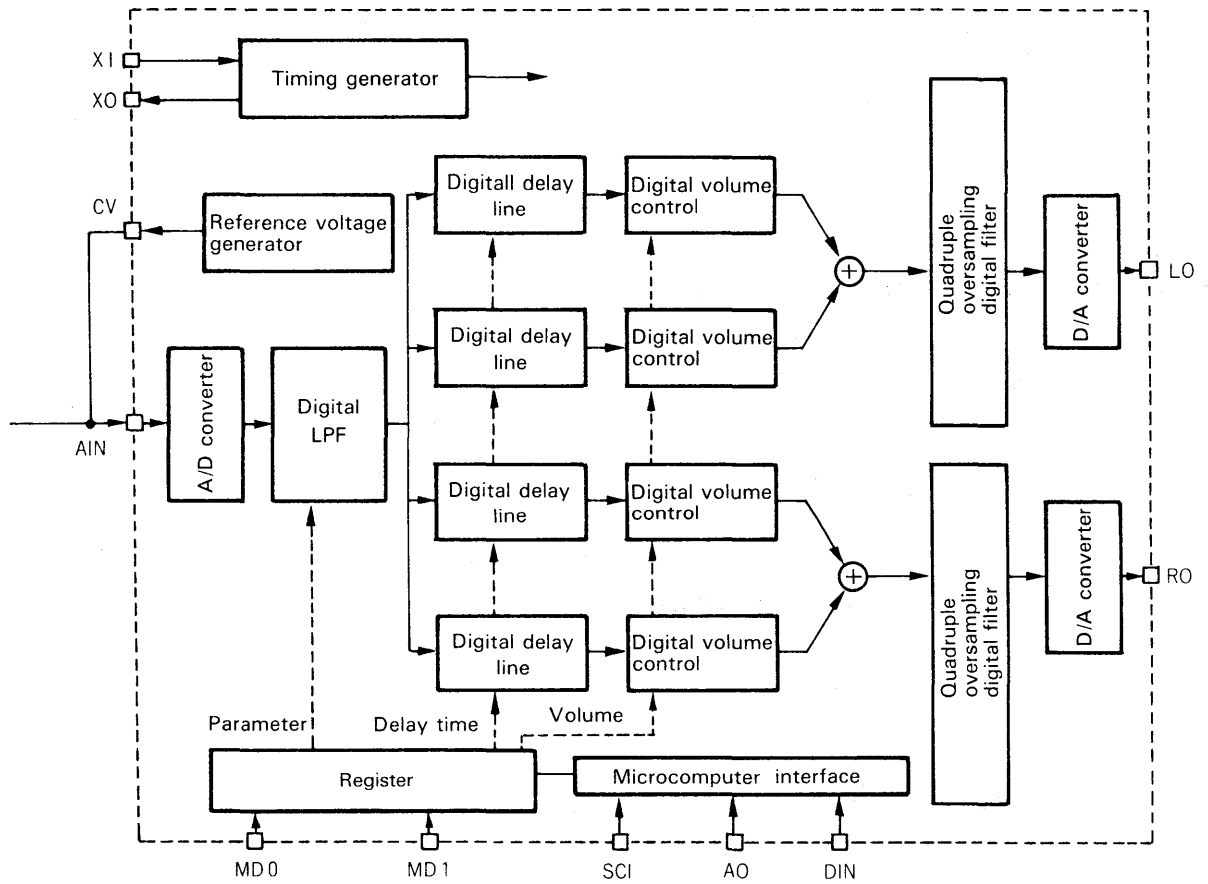 XI
XO
Timing generator
CV
Reference voltage
generator
Digitall delay
line
Digital volume
control
Quadruple
oversampling
digital filter
D/A converter
LO
Digital delay
line
Digital volume
control
AIN
A/D converter
Digital
LPF
Digital delay
line
Digital volume
control
Quadruple
oversampling
digital filter
D/A converter
RO
Digital delay
line
Digital volume
control
Parameter
Delay time
Volume
Register
Microcomputer interface
MD0
MD1
SCI
AO
DIN